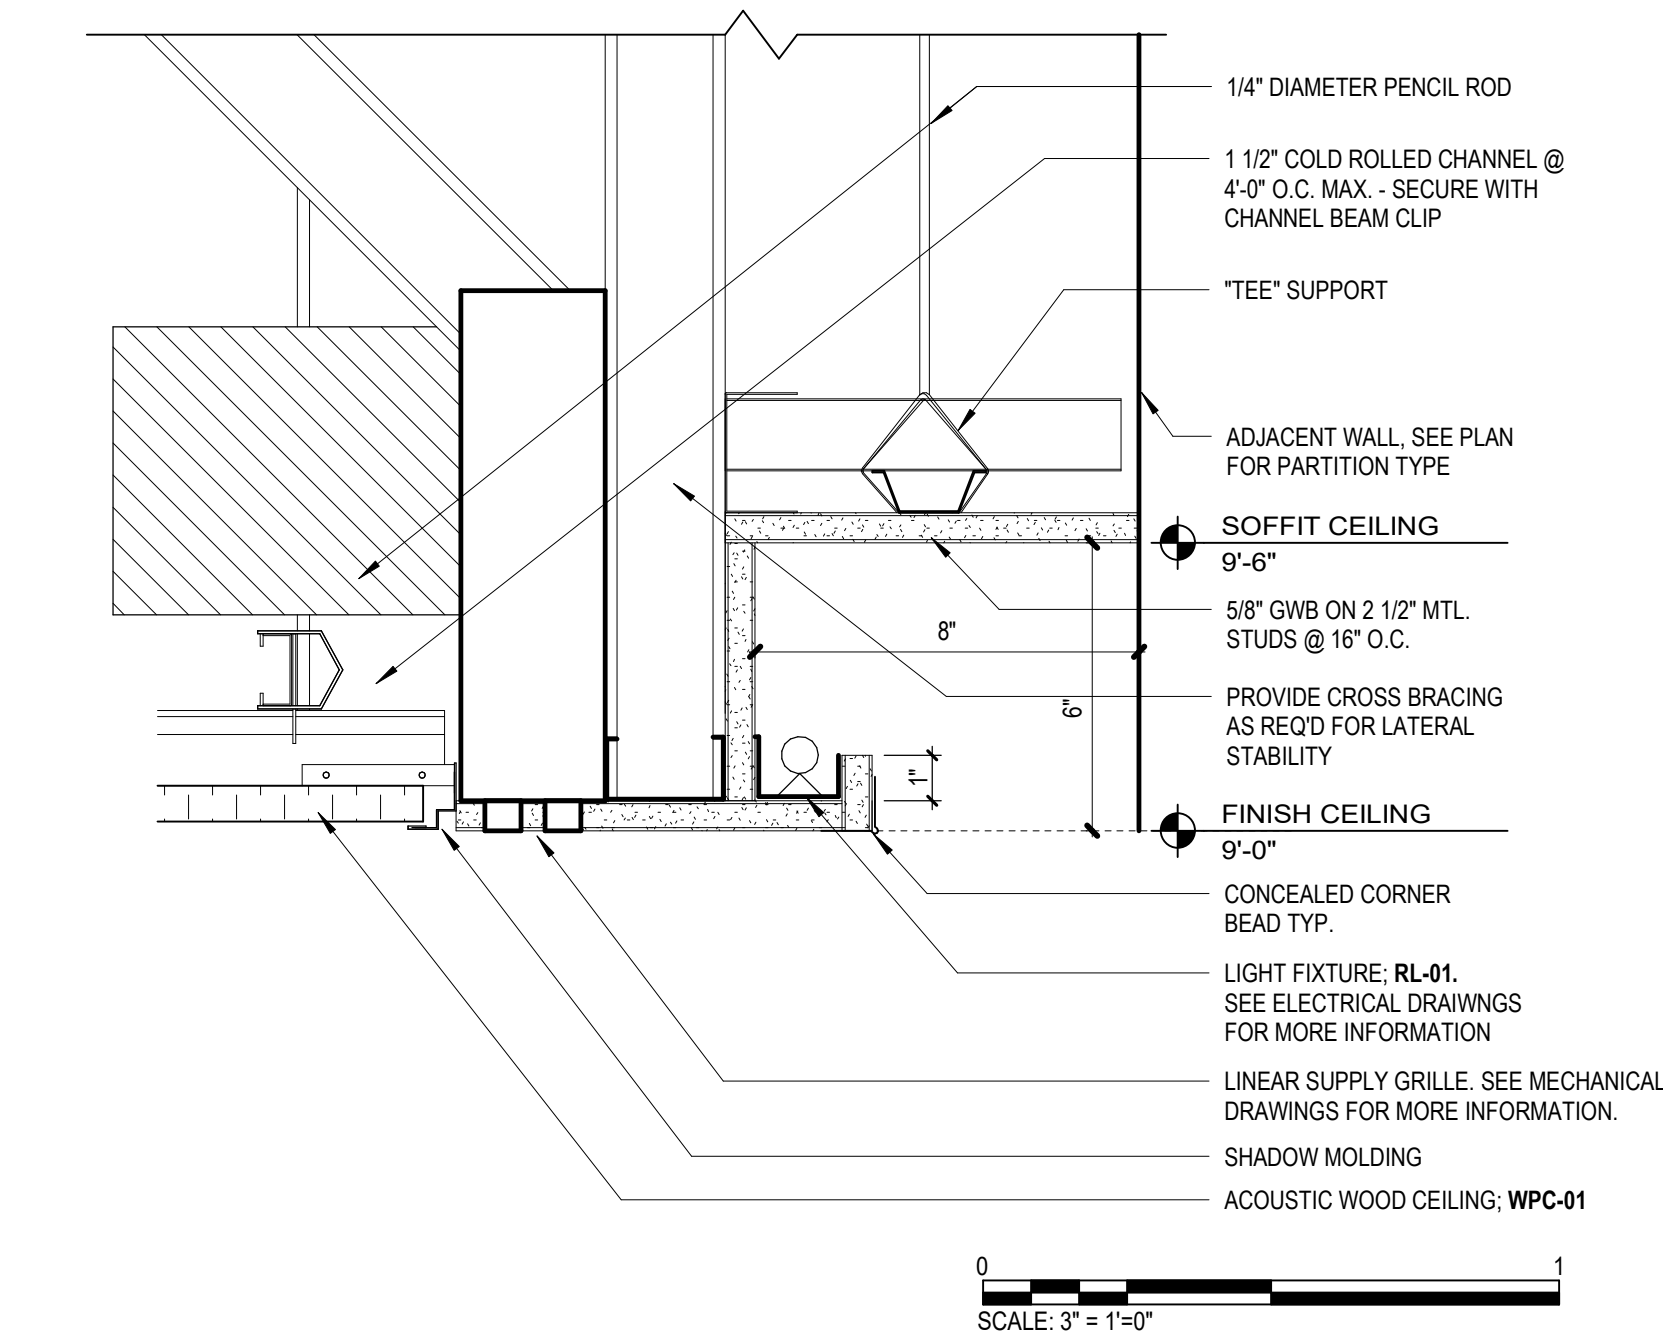 1/4" DIAMETER PENCIL ROD
1 1/2" COLD ROLLED CHANNEL @
4'-0" O.C. MAX. - SECURE WITH
CHANNEL BEAM CLIP
"TEE" SUPPORT
ADJACENT WALL, SEE PLAN
FOR PARTITION TYPE
SOFFIT CEILING
9'-6"
5/8" GWB ON 2 1/2" MTL.
STUDS @ 16" O.C.
8"
6"
PROVIDE CROSS BRACING
AS REQ'D FOR LATERAL
STABILITY
1"
FINISH CEILING
9'-0"
CONCEALED CORNER
BEAD TYP.
LIGHT FIXTURE; RL-01.
SEE ELECTRICAL DRAIWNGS
FOR MORE INFORMATION
LINEAR SUPPLY GRILLE. SEE MECHANICAL
DRAWINGS FOR MORE INFORMATION.
SHADOW MOLDING
ACOUSTIC WOOD CEILING; WPC-01
0 1
SCALE: 3" = 1'=0"